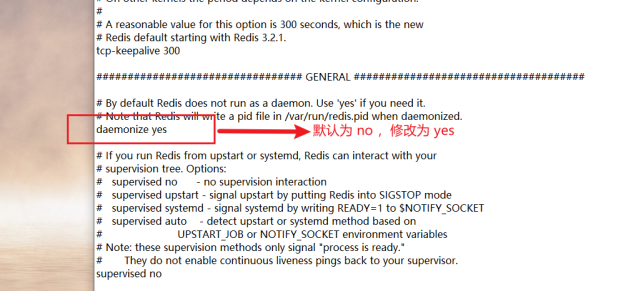 # On other kernels the period depends on the kernel configuration.
#
# A reasonable value for this option is 300 seconds, which is the new
# Redis default starting with Redis 3.2.1.
tcp-keepalive 300
################################# GENERAL #####################################
# By default Redis does not run as a daemon. Use 'yes' if you need it.
# Note that Redis will write a pid file in /var/run/redis.pid when daemonized.
daemonize yes
默认为 no ，修改为 yes
# If you run Redis from upstart or systemd, Redis can interact with your
# supervision tree. Options:
#   supervised no      - no supervision interaction
#   supervised upstart - signal upstart by putting Redis into SIGSTOP mode
#   supervised systemd - signal systemd by writing READY=1 to $NOTIFY_SOCKET
#   supervised auto    - detect upstart or systemd method based on
#                        UPSTART_JOB or NOTIFY_SOCKET environment variables
# Note: these supervision methods only signal "process is ready."
#       They do not enable continuous liveness pings back to your supervisor.
supervised no